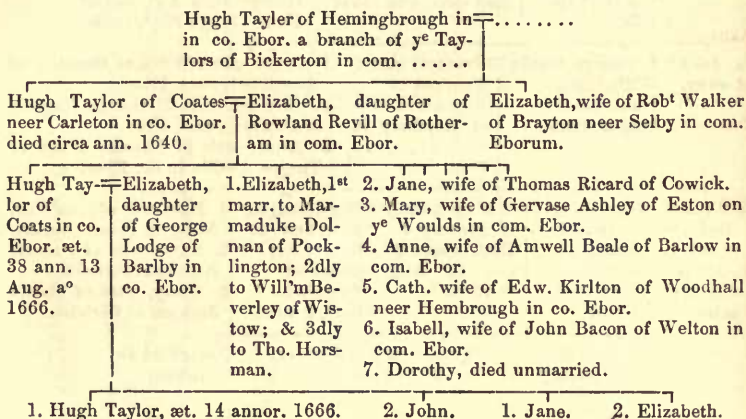 Hugh Tayler of Hemingbrough in=........
in co. Ebor. a branch of yᵉ Tay-
lors of Bickerton in com. ......
Hugh Taylor of Coates=
neer Carleton in co. Ebor.
died circa ann. 1640.
Elizabeth, daughter of
Rowland Revill of Rother-
am in com. Ebor.
Elizabeth, wife of Robᵗ Walker
of Brayton neer Selby in com.
Eborum.
Hugh Tay-=
lor of
Coats in co.
Ebor. æt.
38 ann. 13
Aug. aº
1666.
Elizabeth,
daughter
of George
Lodge of
Barlby in
co. Ebor.
1. Elizabeth, 1ˢᵗ
marr. to Mar-
maduke Dol-
man of Pock-
lington; 2dly
to Will'm Be-
verley of Wis-
tow; & 3dly
to Tho. Hors-
man.
2. Jane, wife of Thomas Ricard of Cowick.
3. Mary, wife of Gervase Ashley of Eston on
yᵉ Woulds in com. Ebor.
4. Anne, wife of Amwell Beale of Barlow in
com. Ebor.
5. Cath. wife of Edw. Kirlton of Woodhall
neer Hembrough in co. Ebor.
6. Isabell, wife of John Bacon of Welton in
com. Ebor.
7. Dorothy, died unmarried.
1. Hugh Taylor, æt. 14 annor. 1666. 2. John. 1. Jane. 2. Elizabeth.